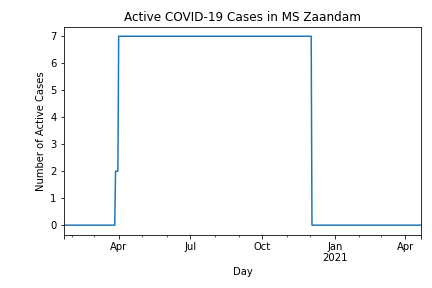 Active COVID-19 Cases in MS Zaandam
Number of Active Cases
7
6
5
4
3
2
1
0
Apr Jul Oct Jan Apr
2021
Day